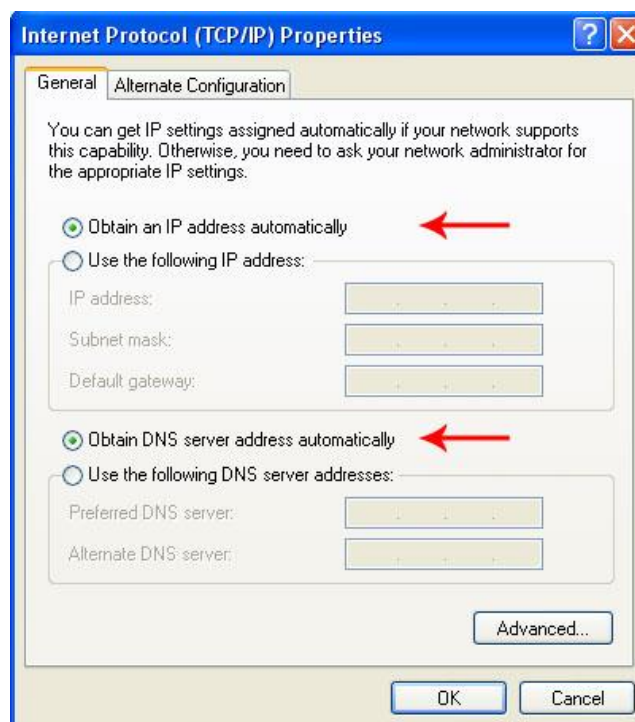 Internet Protocol (TCP/IP) Properties
General
Alternate Configuration
You can get IP settings assigned automatically if your network supports
this capability. Otherwise, you need to ask your network administrator for
the appropriate IP settings.
Obtain an IP address automatically
Use the following IP address:
IP address:
Subnet mask:
Default gateway:
Obtain DNS server address automatically
Use the following DNS server addresses:
Preferred DNS server:
Alternate DNS server:
Advanced...
OK
Cancel